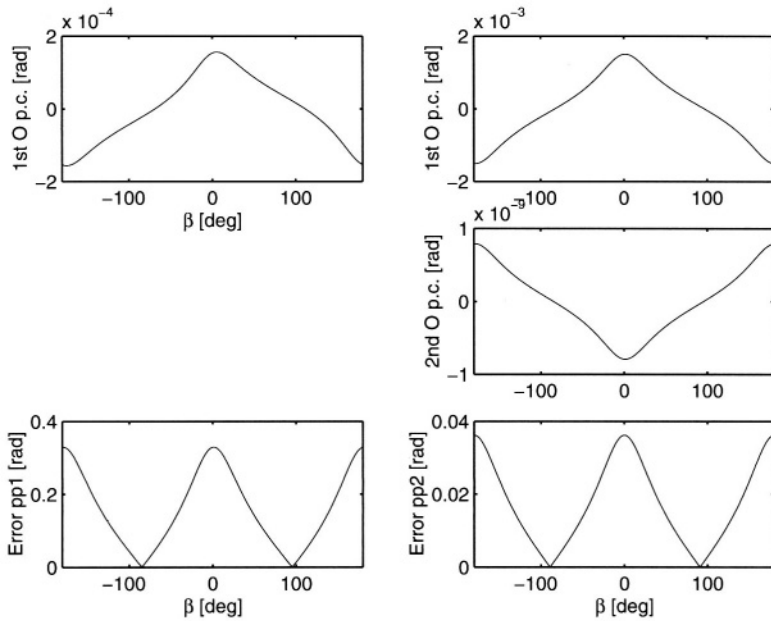 x 10⁻⁴
2
0
−2
1st O p.c. [rad]
−100 0 100
β [deg]
x 10⁻³
2
0
−2
1st O p.c. [rad]
−100 0 100
x 10⁻⁹
1
0
−1
2nd O p.c. [rad]
−100 0 100
0.4
0.2
0
Error pp1 [rad]
−100 0 100
β [deg]
0.04
0.02
0
Error pp2 [rad]
−100 0 100
β [deg]